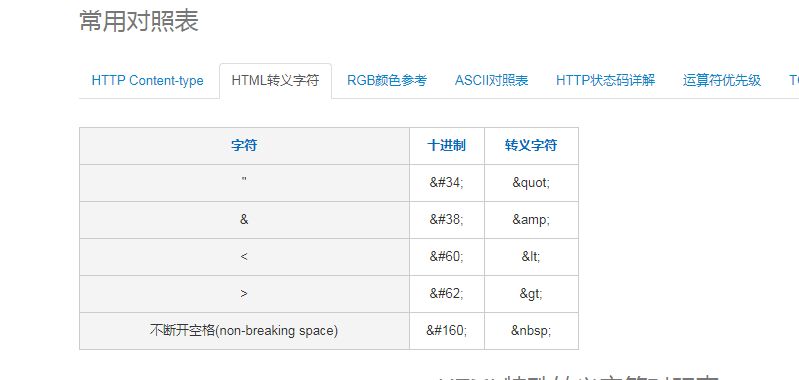 常用对照表
HTTP Content-type HTML转义字符 RGB颜色参考 ASCII对照表 HTTP状态码详解 运算符优先级
字符 十进制 转义字符
" &#34; &quot;
& &#38; &amp;
< &#60; &lt;
> &#62; &gt;
不断开空格(non-breaking space) &#160; &nbsp;